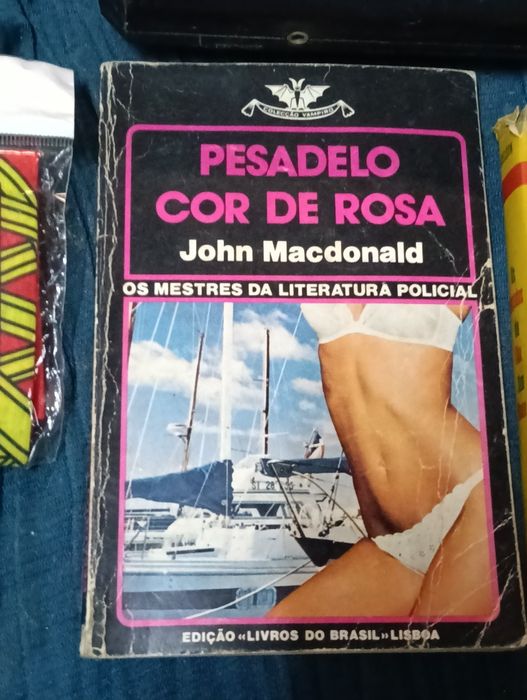 COLECÇÃO VAMPIRO
PESADELO
COR DE ROSA
John Macdonald
OS MESTRES DA LITERATURA POLICIAL
EDIÇÃO «LIVROS DO BRASIL» LISBOA